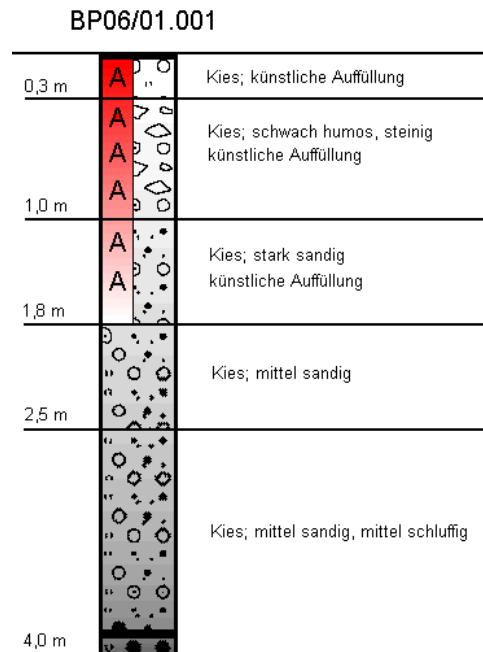 BP06/01.001
A
Kies; künstliche Auffüllung
0,3 m
A
Kies; schwach humos, steinig
A
künstliche Auffüllung
A
1,0 m
A
Kies; stark sandig
A
künstliche Auffüllung
1,8 m
Kies; mittel sandig
2,5 m
Kies; mittel sandig, mittel schluffig
4,0 m